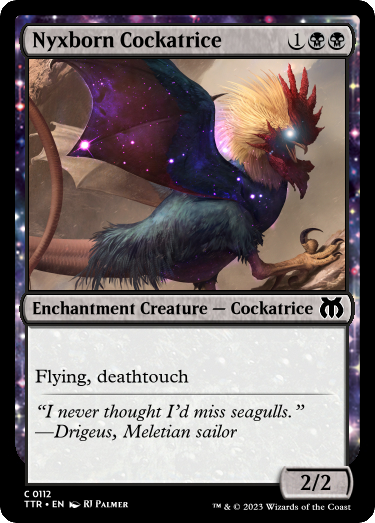 Nyxborn Cockatrice 1
Enchantment Creature — Cockatrice
Flying, deathtouch
“I never thought I’d miss seagulls.”
—Drigeus, Meletian sailor
2/2
C 0112
TTR • EN RJ Palmer
™ & © 2023 Wizards of the Coast